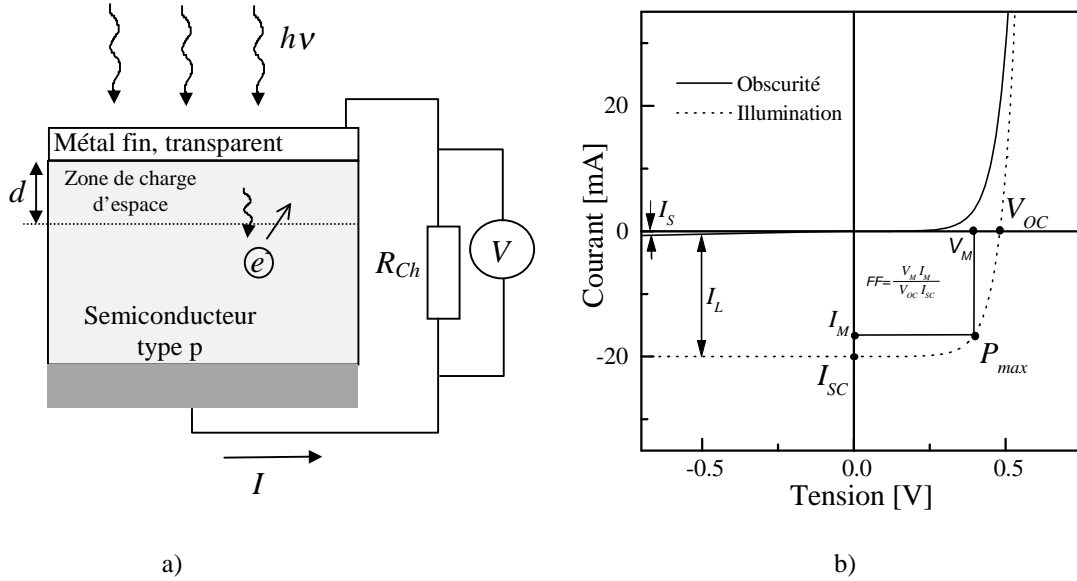 hν
Métal fin, transparent
d
Zone de charge
d'espace
e-
Semiconducteur
type p
R_Ch
V
I
a)
Courant [mA]
20
0
-20
Obscurité
Illumination
I_S
V_OC
V_M
FF = V_M I_M / V_OC I_SC
I_L
I_M
P_max
I_SC
-0.5
0.0
0.5
Tension [V]
b)